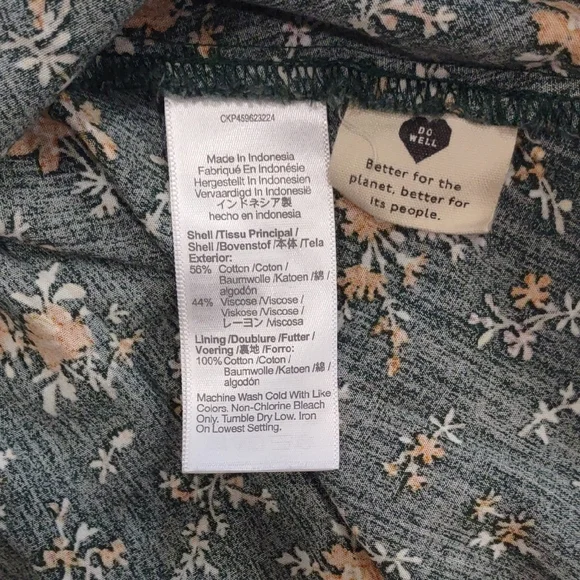 CKP459623224
Made In Indonesia
Fabriqué En Indonésie
Hergestellt In Indonesien
Vervaardigd In Indonesië
インドネシア製
hecho en indonesia
Shell /Tissu Principal /
Shell /Bovenstof /本体 /Tela
Exterior:
56% Cotton /Coton /
Baumwolle /Katoen /綿 /
algodón
44% Viscose /Viscose /
Viskose /Viscose /
レーヨン /viscosa
Lining /Doublure /Futter /
Voering /裏地 /Forro:
100% Cotton /Coton /
Baumwolle /Katoen /綿 /
algodón
Machine Wash Cold With Like
Colors. Non-Chlorine Bleach
Only. Tumble Dry Low. Iron
On Lowest Setting.
DO
WELL
Better for the
planet, better for
its people.